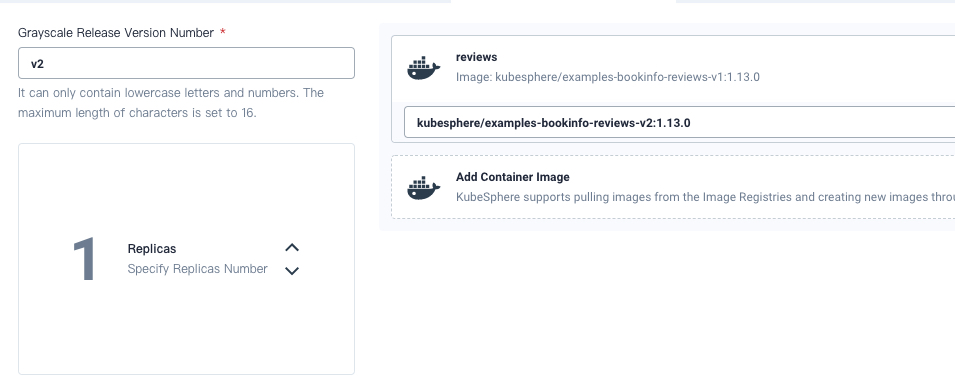 Grayscale Release Version Number *
v2
It can only contain lowercase letters and numbers. The
maximum length of characters is set to 16.
1
Replicas
Specify Replicas Number
reviews
Image: kubesphere/examples-bookinfo-reviews-v1:1.13.0
kubesphere/examples-bookinfo-reviews-v2:1.13.0
Add Container Image
KubeSphere supports pulling images from the Image Registries and creating new images